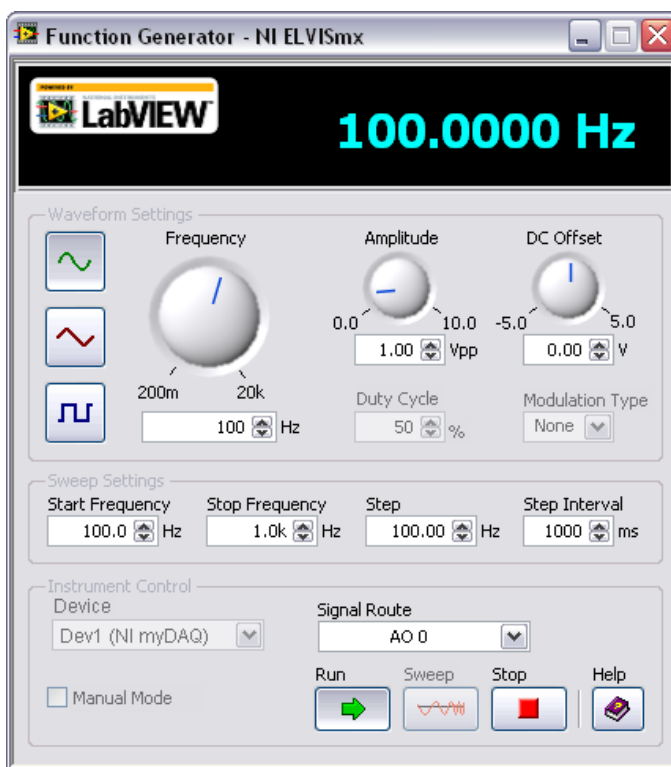 Function Generator - NI ELVISmx
POWERED BY
NATIONAL INSTRUMENTS
LabVIEW
100.0000 Hz
Waveform Settings
Frequency
Amplitude
DC Offset
200m 20k
0.0 10.0
-5.0 5.0
100 Hz
1.00 Vpp
0.00 V
Duty Cycle
50 %
Modulation Type
None
Sweep Settings
Start Frequency
100.0 Hz
Stop Frequency
1.0k Hz
Step
100.00 Hz
Step Interval
1000 ms
Instrument Control
Device
Dev1 (NI myDAQ)
Signal Route
AO 0
Manual Mode
Run
Sweep
Stop
Help